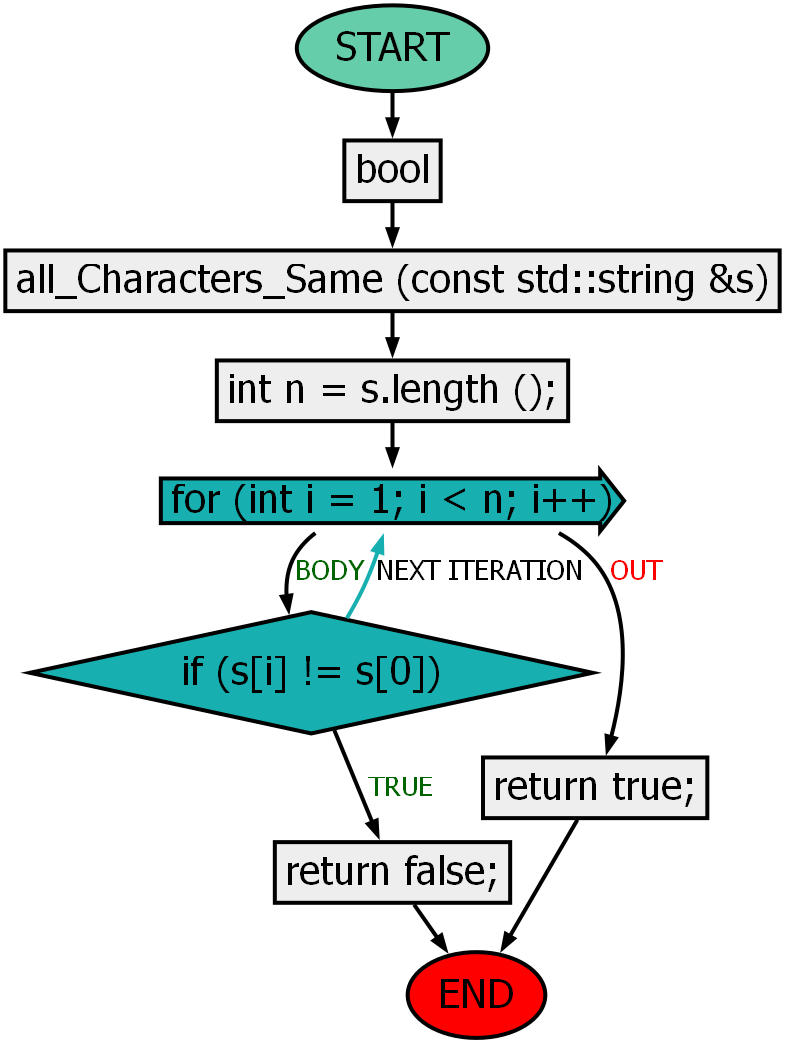 START
bool
all_Characters_Same (const std::string &s)
int n = s.length ();
for (int i = 1; i < n; i++)
BODY
NEXT ITERATION
OUT
if (s[i] != s[0])
TRUE
return true;
return false;
END